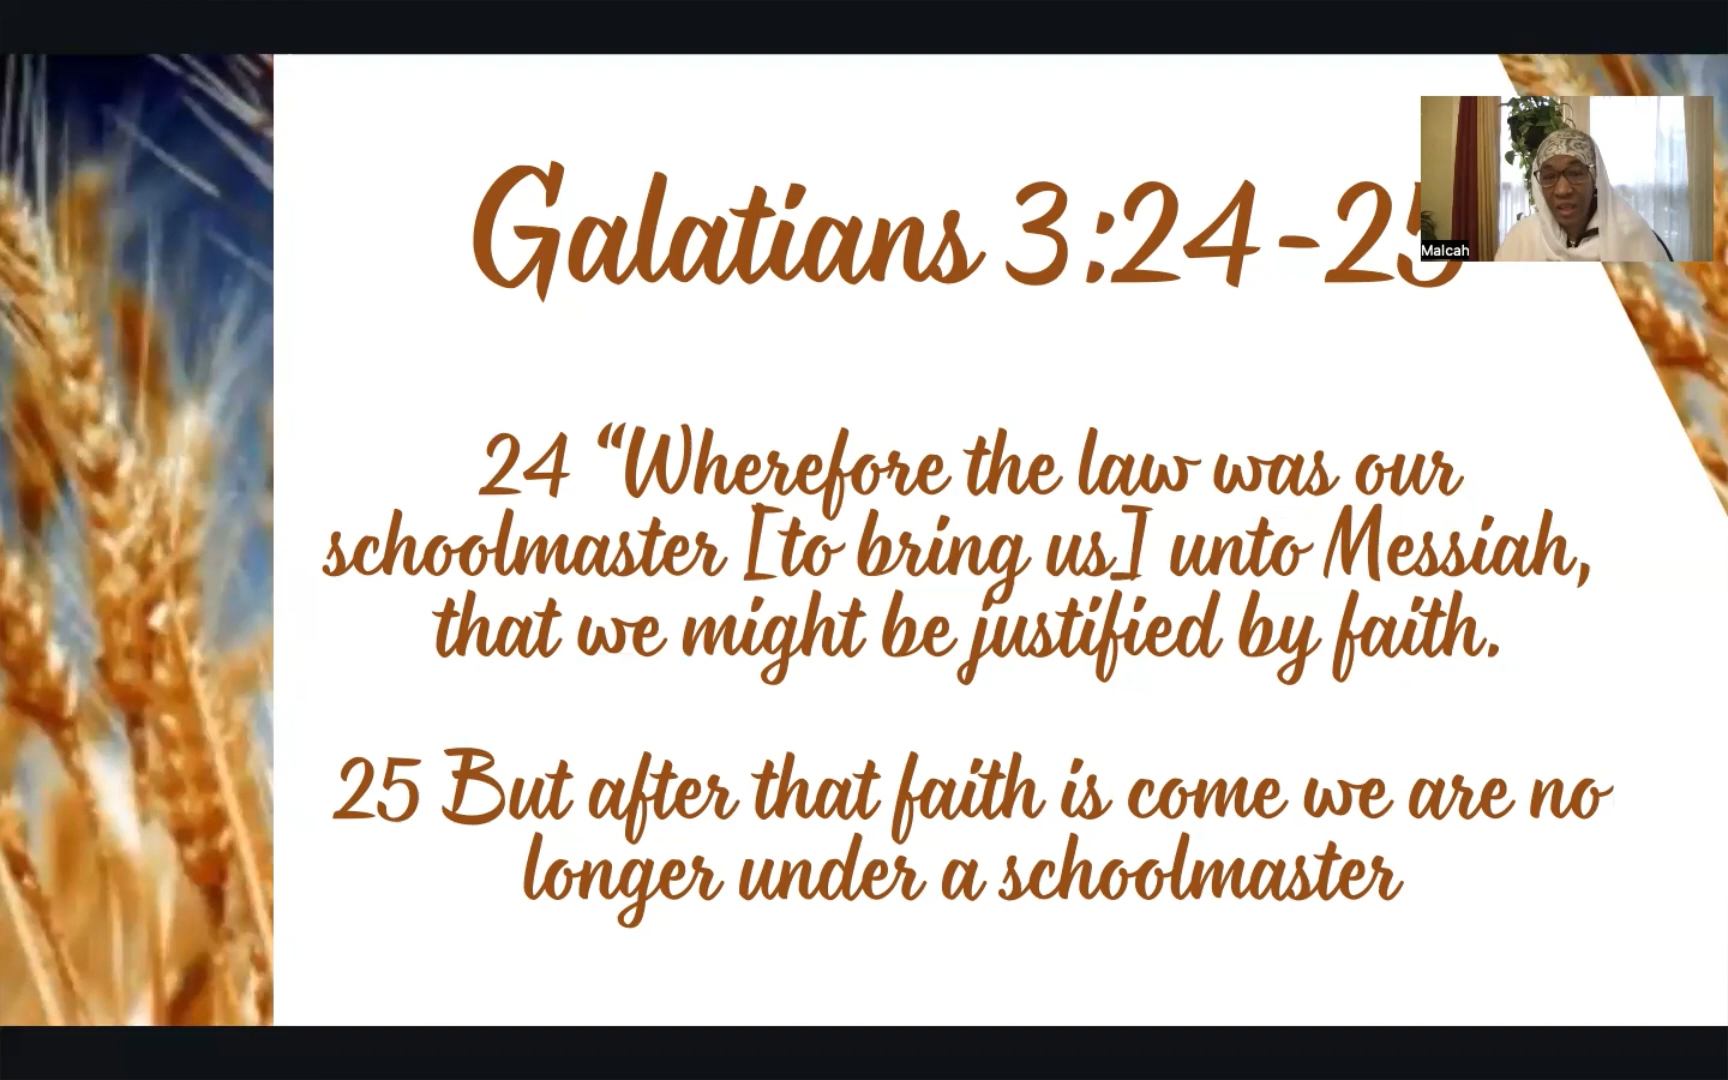 Galatians 3:24-25
Malcah
24 “Wherefore the law was our
schoolmaster [to bring us] unto Messiah,
that we might be justified by faith.
25 But after that faith is come we are no
longer under a schoolmaster